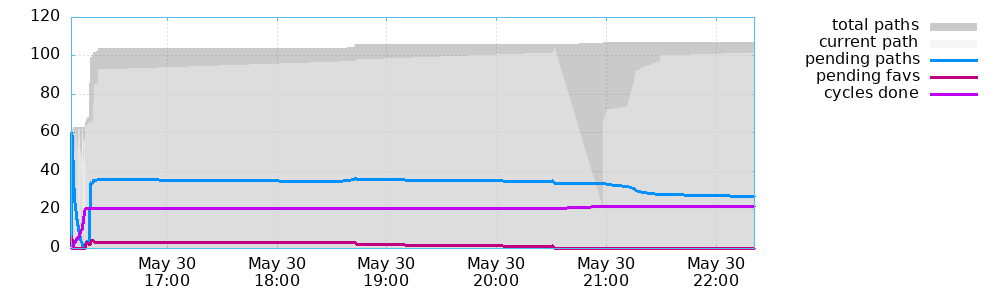 120
100
80
60
40
20
0
May 30 May 30 May 30 May 30 May 30 May 30
17:00 18:00 19:00 20:00 21:00 22:00
total paths
current path
pending paths
pending favs
cycles done